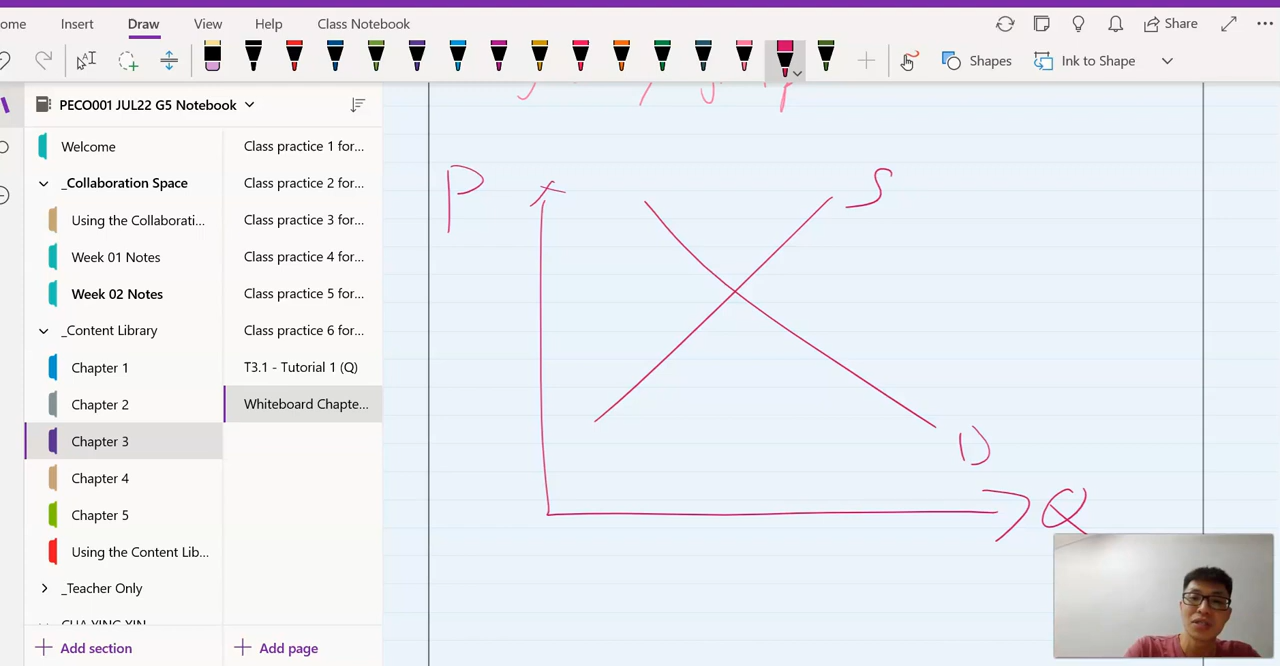 ome Insert Draw View Help Class Notebook Share
Shapes Ink to Shape
PECO001 JUL22 G5 Notebook
Welcome
_Collaboration Space
Using the Collaborati...
Week 01 Notes
Week 02 Notes
_Content Library
Chapter 1
Chapter 2
Chapter 3
Chapter 4
Chapter 5
Using the Content Lib...
_Teacher Only
CHA YING XIN
Add section
Class practice 1 for...
Class practice 2 for...
Class practice 3 for...
Class practice 4 for...
Class practice 5 for...
Class practice 6 for...
T3.1 - Tutorial 1 (Q)
Whiteboard Chapte...
Add page
P
S
D
Q